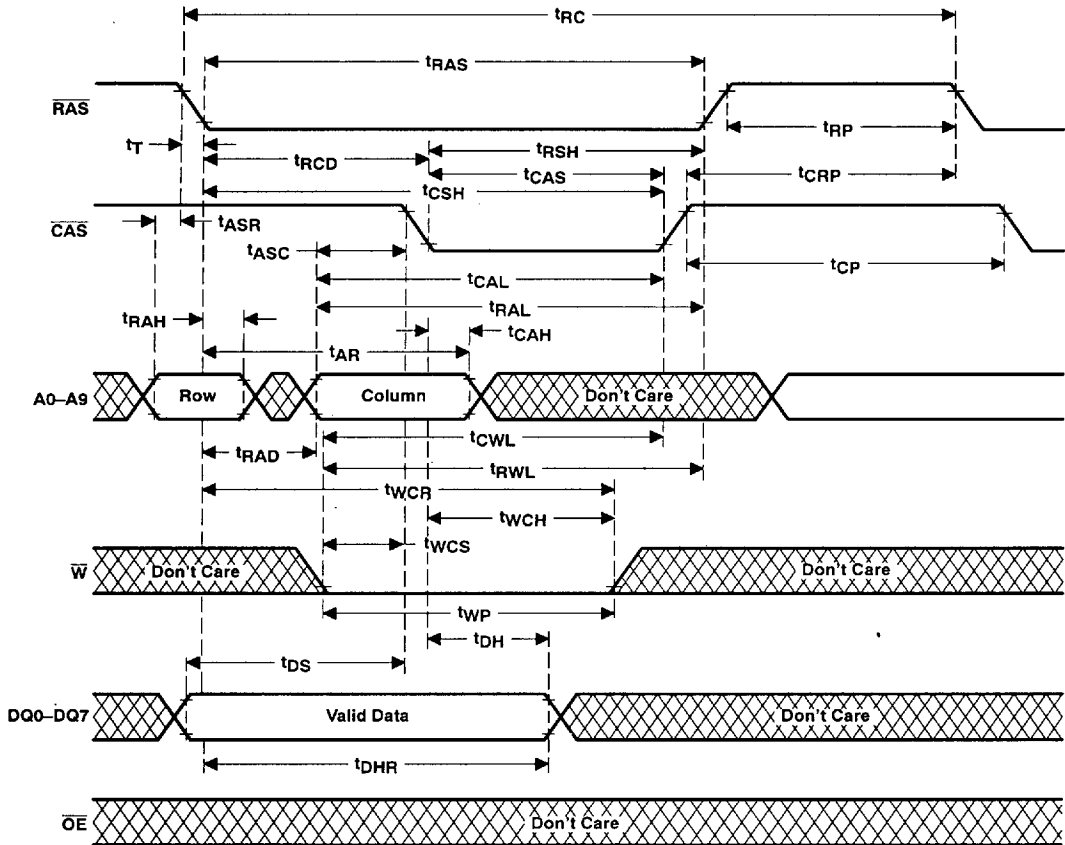 tRC
tRAS
RAS
tRP
tT
tRCD
tRSH
tCAS
tCRP
tCSH
CAS
tASR
tASC
tCP
tCAL
tRAL
tRAH
tCAH
tAR
A0–A9 Row Column Don't Care
tCWL
tRAD
tRWL
tWCR
tWCH
tWCS
W Don't Care Don't Care
tWP
tDH
tDS
DQ0–DQ7 Valid Data Don't Care
tDHR
OE Don't Care